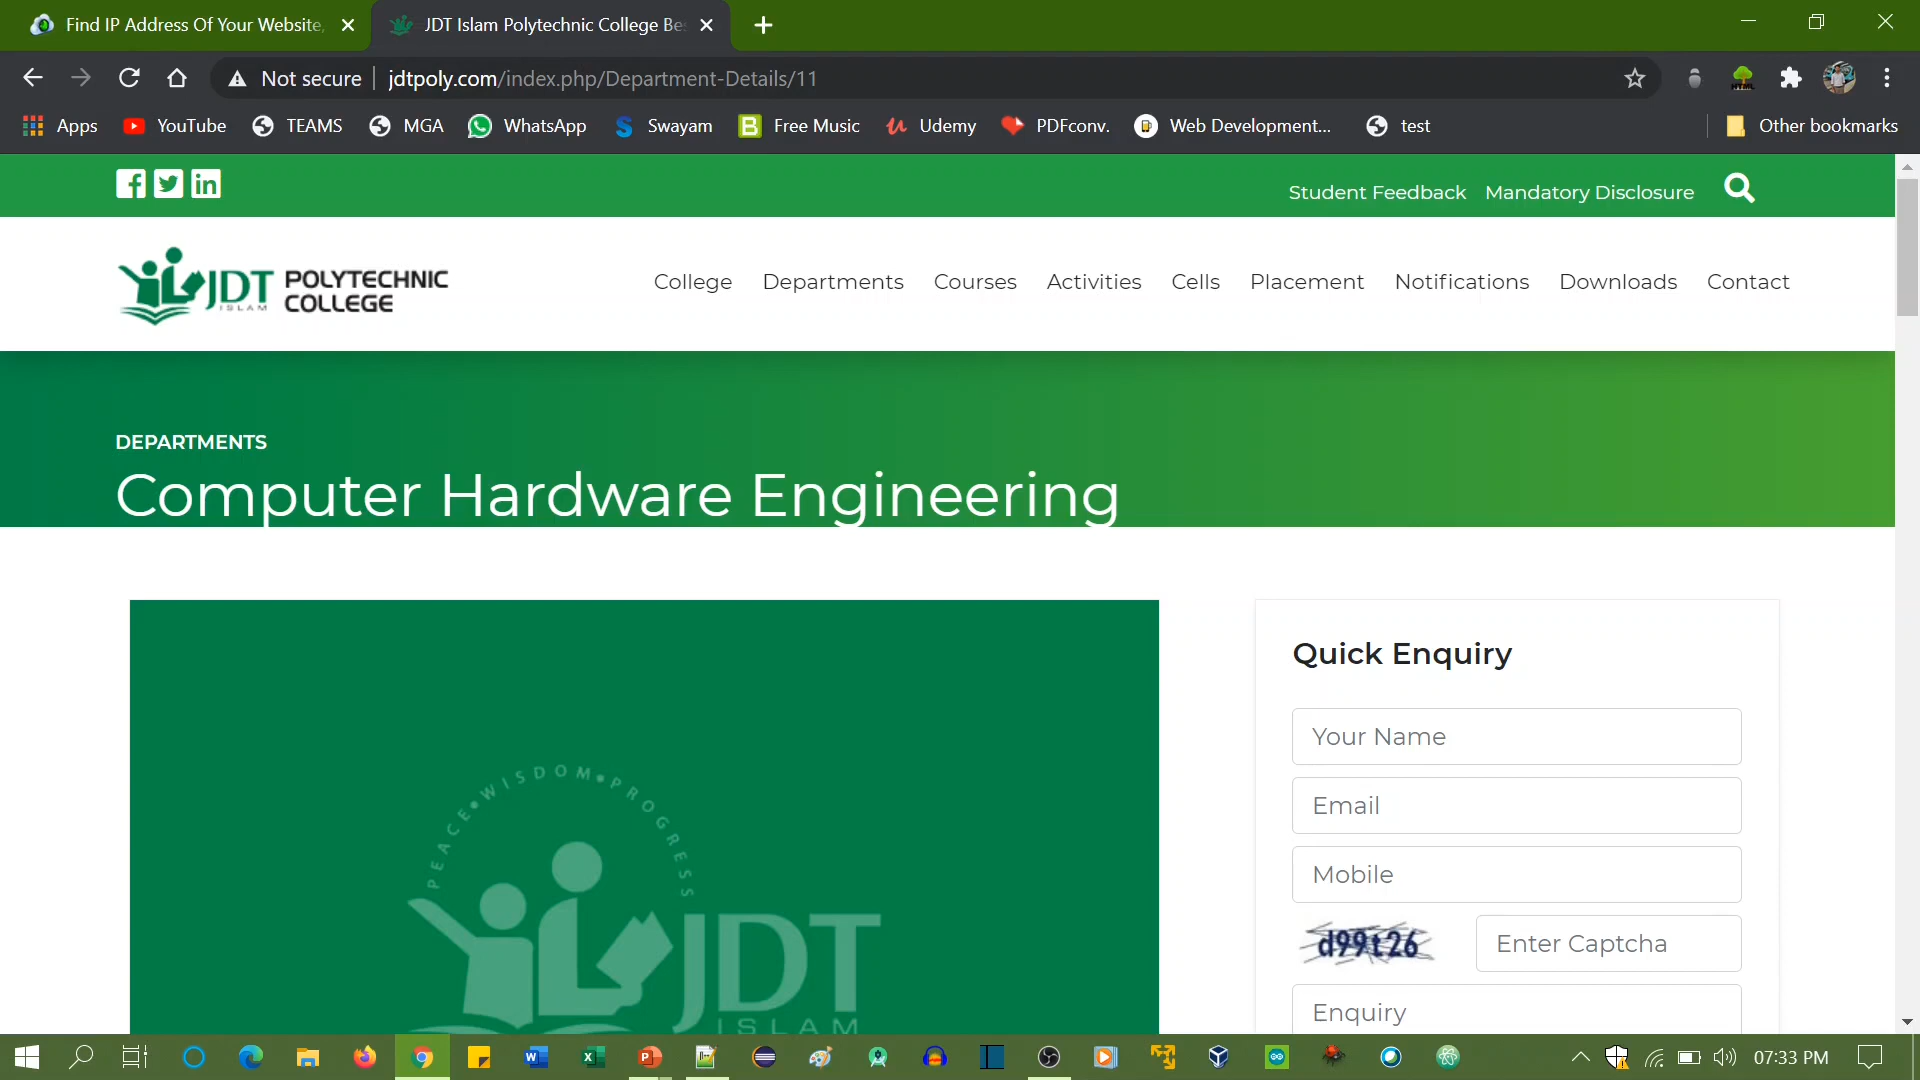 Find IP Address Of Your Website,
JDT Islam Polytechnic College Bes
Not secure
jdtpoly.com/index.php/Department-Details/11
Apps
YouTube
TEAMS
MGA
WhatsApp
Swayam
Free Music
Udemy
PDFconv.
Web Development...
test
Other bookmarks
Student Feedback
Mandatory Disclosure
JDT
ISLAM
POLYTECHNIC
COLLEGE
College
Departments
Courses
Activities
Cells
Placement
Notifications
Downloads
Contact
DEPARTMENTS
Computer Hardware Engineering
PEACE•WISDOM•PROGRESS
JDT
ISLAM
Quick Enquiry
Your Name
Email
Mobile
d99t26
Enter Captcha
Enquiry
07:33 PM